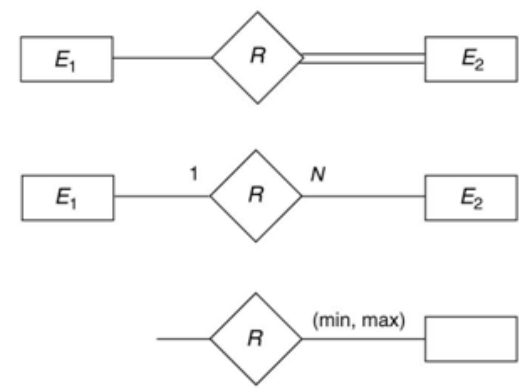 E₁ R E₂
E₁ 1 R N E₂
R (min, max)